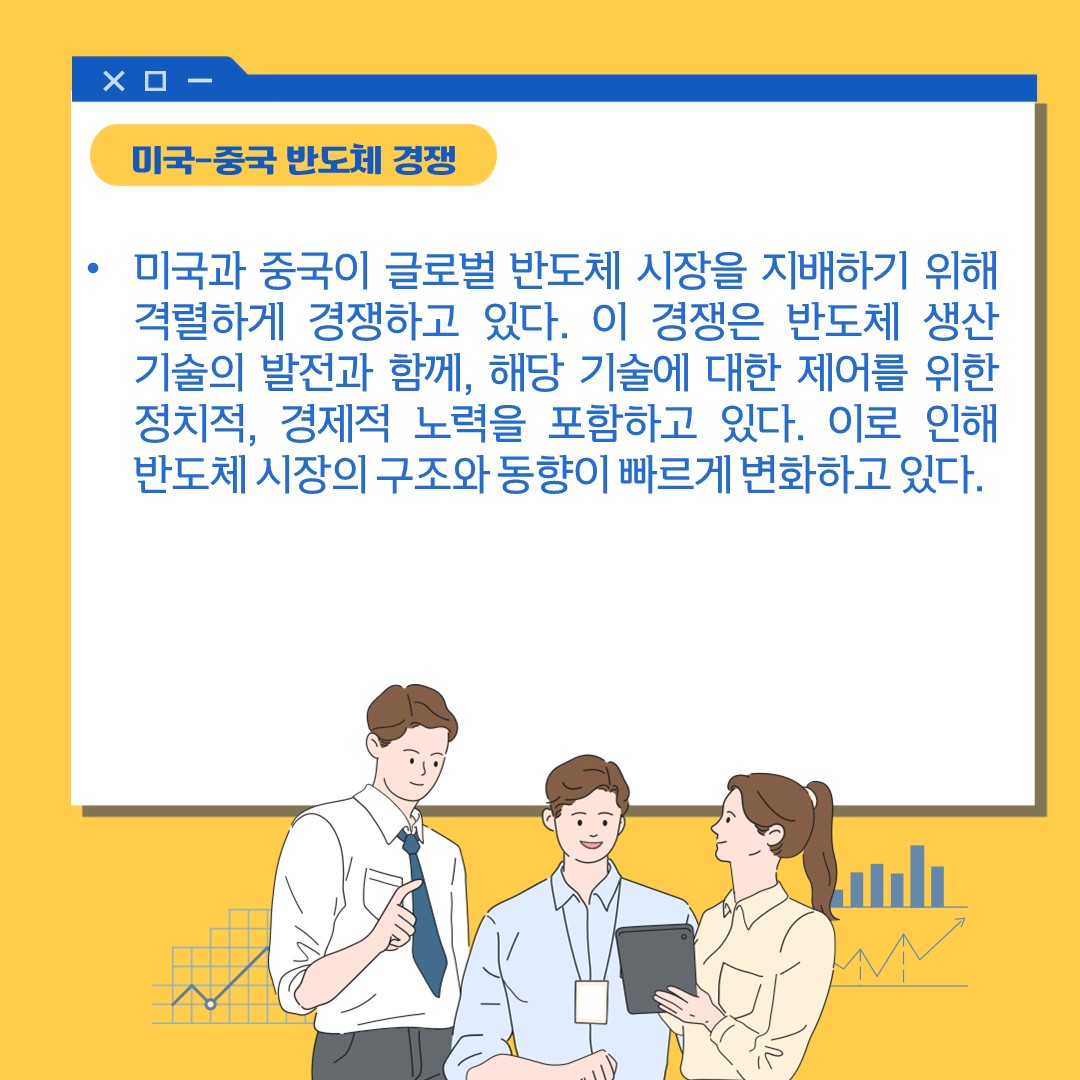 미국-중국 반도체 경쟁
• 미국과 중국이 글로벌 반도체 시장을 지배하기 위해
격렬하게 경쟁하고 있다. 이 경쟁은 반도체 생산
기술의 발전과 함께, 해당 기술에 대한 제어를 위한
정치적, 경제적 노력을 포함하고 있다. 이로 인해
반도체 시장의 구조와 동향이 빠르게 변화하고 있다.